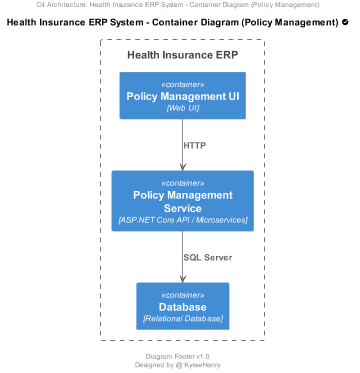 C4 Architecture: Health Insurance ERP System - Container Diagram (Policy Management)
Health Insurance ERP System - Container Diagram (Policy Management)
Health Insurance ERP
«container»
Policy Management UI
[Web UI]
HTTP
«container»
Policy Management
Service
[ASP.NET Core API / Microservices]
SQL Server
«container»
Database
[Relational Database]
Diagram Footer v1.0
Designed by @ KyreeHenry